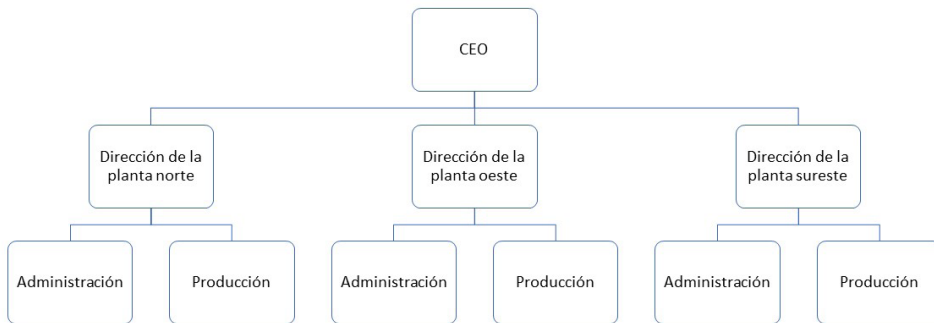 CEO
Dirección de la
planta norte
Dirección de la
planta oeste
Dirección de la
planta sureste
Administración
Producción
Administración
Producción
Administración
Producción